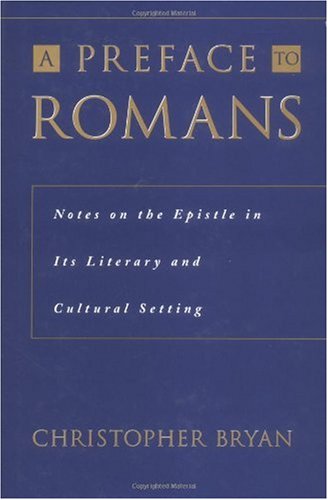 A PREFACE TO
ROMANS
Notes on the Epistle in
Its Literary and
Cultural Setting
CHRISTOPHER BRYAN